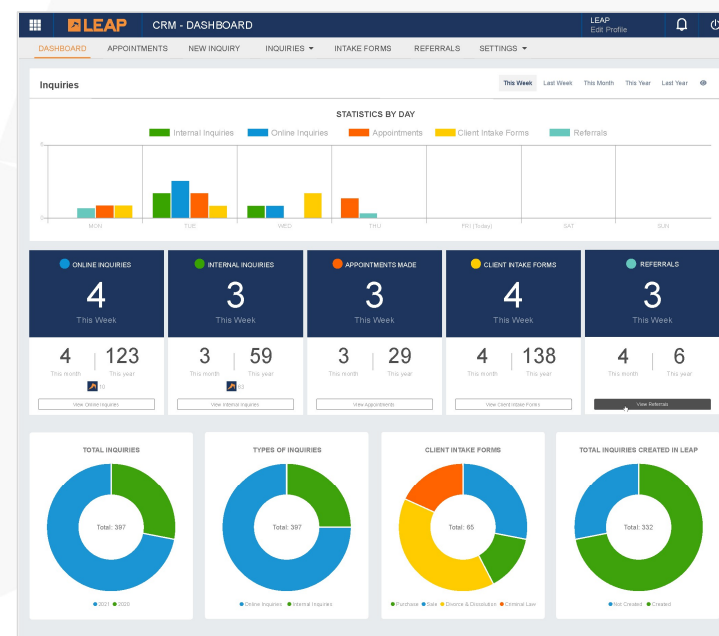 LEAP CRM - DASHBOARD LEAP
Edit Profile
DASHBOARD APPOINTMENTS NEW INQUIRY INQUIRIES INTAKE FORMS REFERRALS SETTINGS
Inquiries This Week Last Week This Month This Year Last Year
STATISTICS BY DAY
Internal Inquiries Online Inquiries Appointments Client Intake Forms Referrals
6
0
MON TUE WED THU FRI (Today) SAT SUN
ONLINE INQUIRIES INTERNAL INQUIRIES APPOINTMENTS MADE CLIENT INTAKE FORMS REFERRALS
4 3 3 4 3
This Week This Week This Week This Week This Week
4 123 3 59 3 29 4 138 4 6
This month This year This month This year This month This year This month This year This month This year
10 63
View Online Inquiries View Internal Inquiries View Appointments View Client Intake Forms View Referrals
TOTAL INQUIRIES TYPES OF INQUIRIES CLIENT INTAKE FORMS TOTAL INQUIRIES CREATED IN LEAP
Total: 397 Total: 397 Total: 65 Total: 332
2021 2020 Online Inquiries Internal Inquiries Purchase Sale Divorce & Dissolution Criminal Law Not Created Created